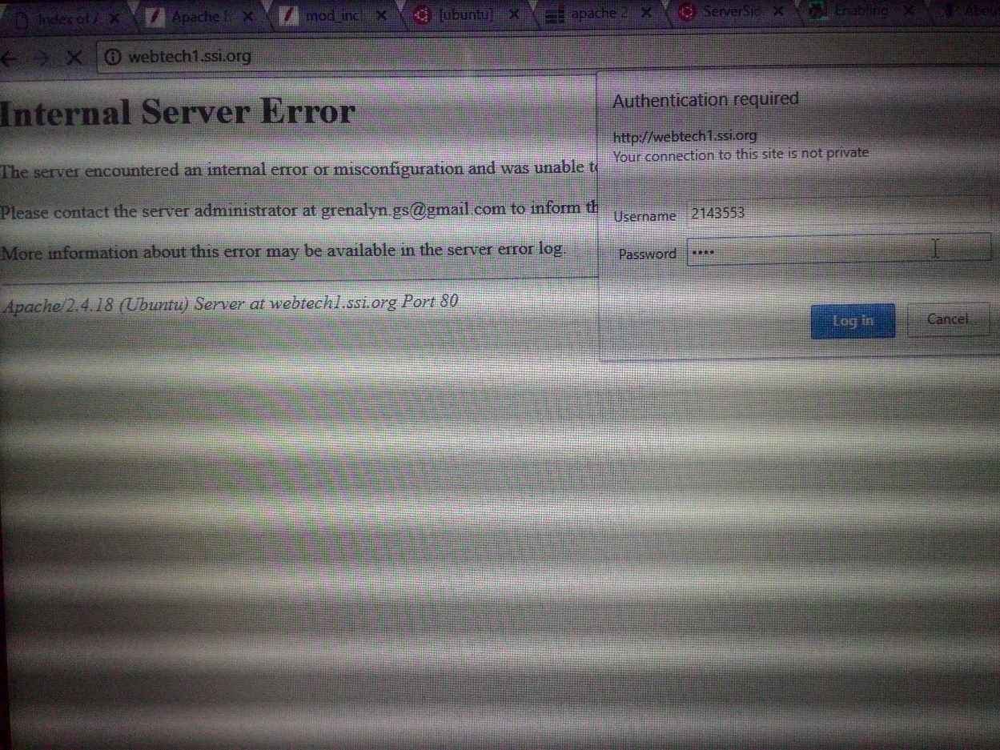 Index of /
Apache h
mod_incl
[ubuntu]
apache 2
ServerSid
Enabling
About
webtech1.ssi.org
Internal Server Error
The server encountered an internal error or misconfiguration and was unable to
Please contact the server administrator at grenalyn.gs@gmail.com to inform th
More information about this error may be available in the server error log.
Apache/2.4.18 (Ubuntu) Server at webtech1.ssi.org Port 80
Authentication required
http://webtech1.ssi.org
Your connection to this site is not private
Username 2143553
Password ••••
Log in
Cancel